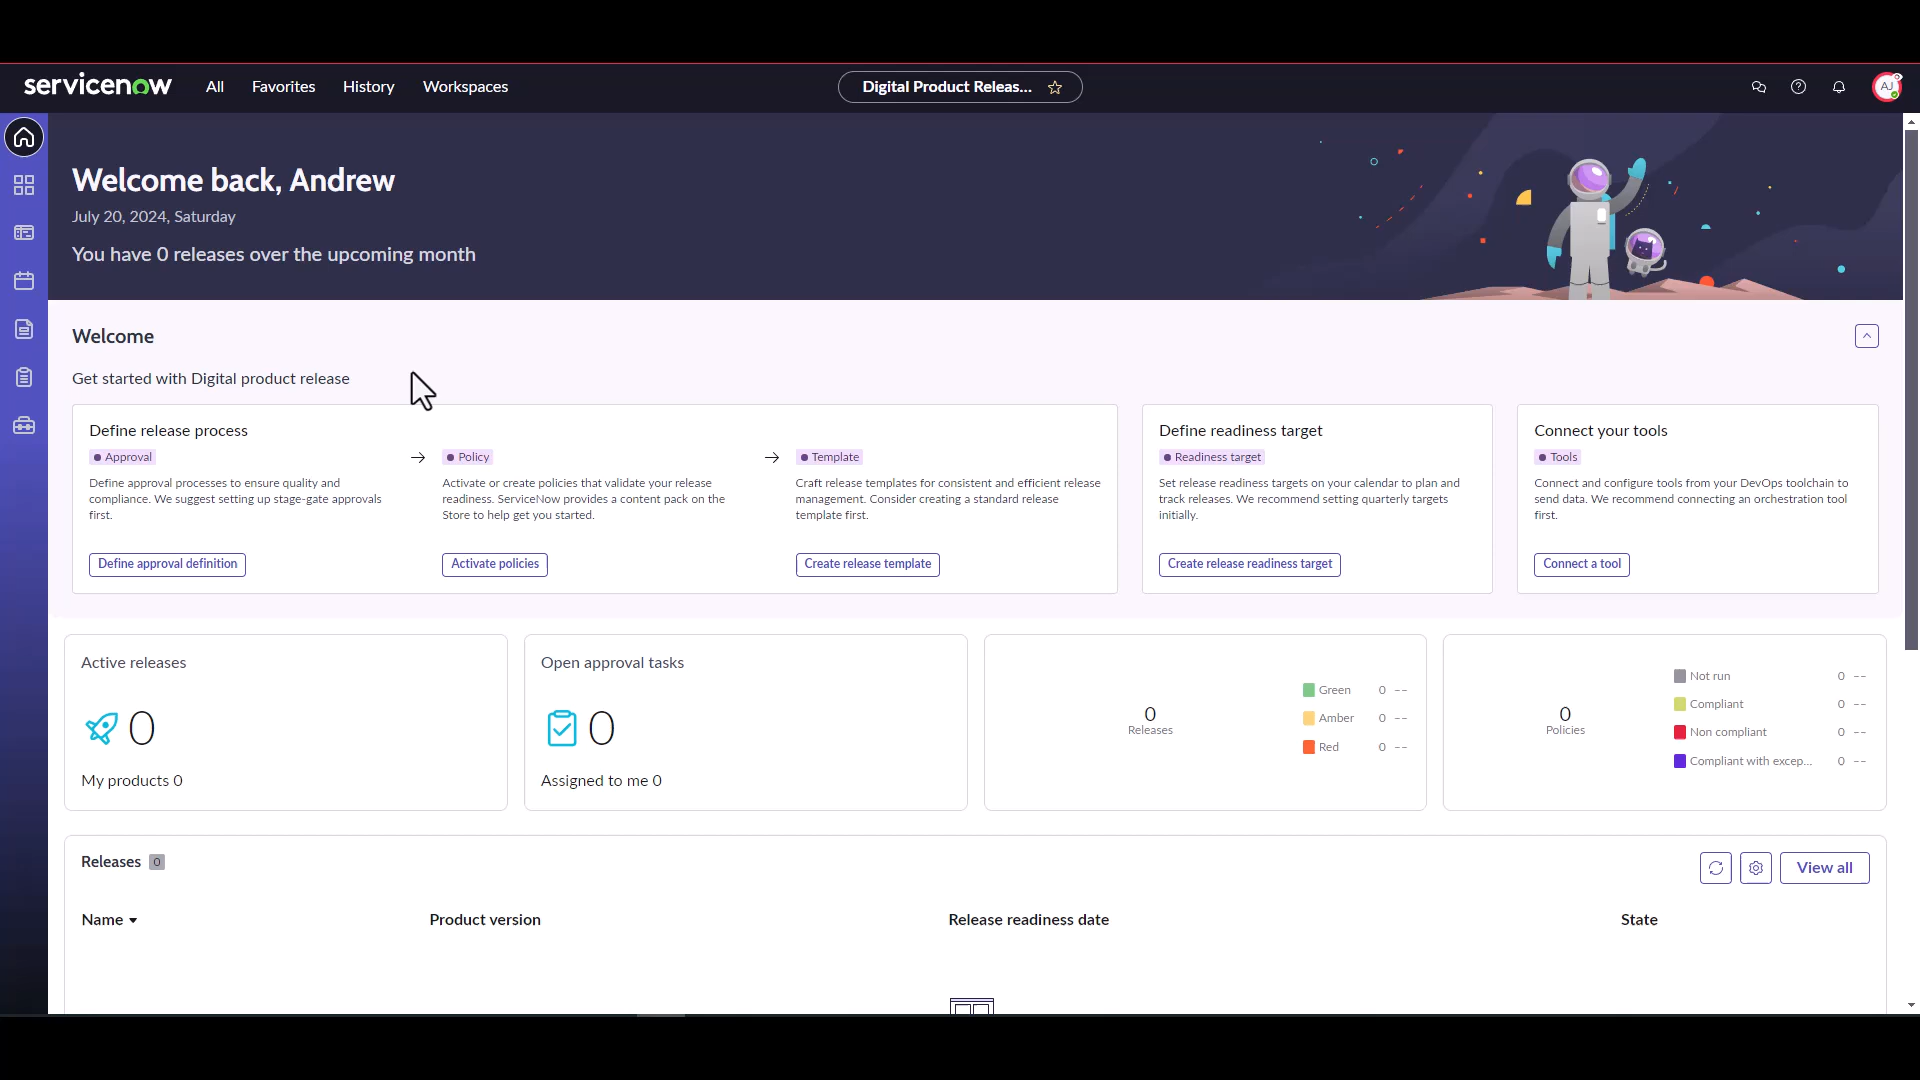 servicenow All Favorites History Workspaces Digital Product Releas... AJ
Welcome back, Andrew
July 20, 2024, Saturday
You have 0 releases over the upcoming month
Welcome
Get started with Digital product release
Define release process
Approval
Define approval processes to ensure quality and
compliance. We suggest setting up stage-gate approvals
first.
Define approval definition
Policy
Activate or create policies that validate your release
readiness. ServiceNow provides a content pack on the
Store to help get you started.
Activate policies
Template
Craft release templates for consistent and efficient release
management. Consider creating a standard release
template first.
Create release template
Define readiness target
Readiness target
Set release readiness targets on your calendar to plan and
track releases. We recommend setting quarterly targets
initially.
Create release readiness target
Connect your tools
Tools
Connect and configure tools from your DevOps toolchain to
send data. We recommend connecting an orchestration tool
first.
Connect a tool
Active releases
0
My products 0
Open approval tasks
0
Assigned to me 0
0
Releases
Green 0 --
Amber 0 --
Red 0 --
0
Policies
Not run 0 --
Compliant 0 --
Non compliant 0 --
Compliant with excep... 0 --
Releases 0
View all
Name Product version Release readiness date State